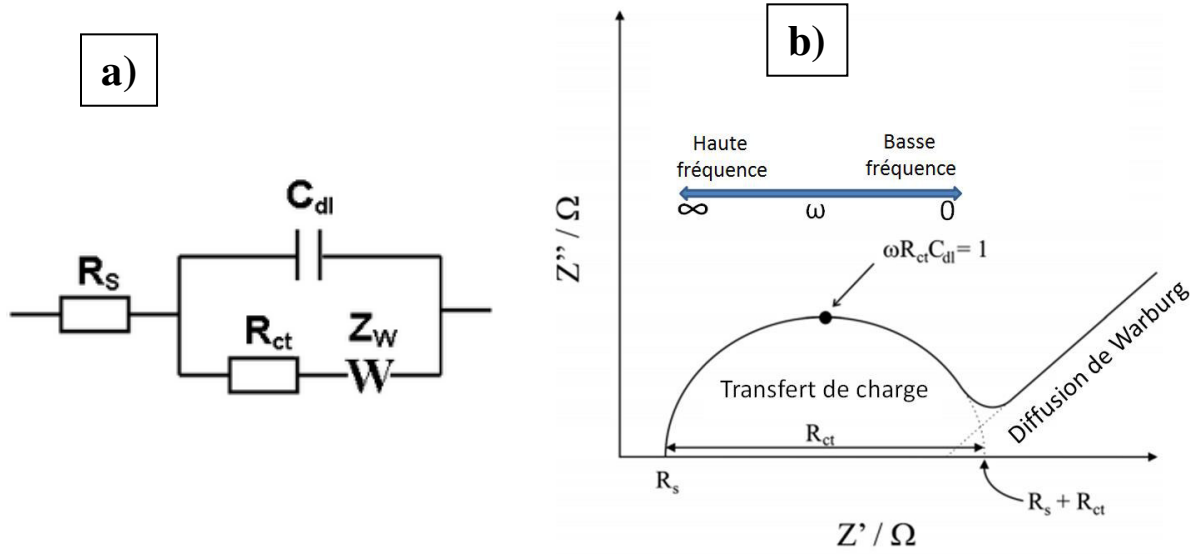 a)
C_dl
R_S
R_ct
Z_W
W
b)
Z” / Ω
Haute
fréquence
Basse
fréquence
∞
ω
0
ωR_ctC_dl= 1
Transfert de charge
Diffusion de Warburg
R_ct
R_s
R_s + R_ct
Z’ / Ω